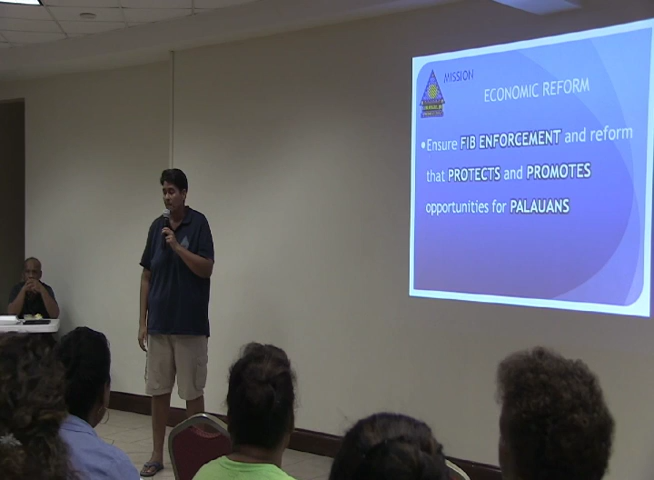 MISSION
ECONOMIC REFORM
•Ensure FIB ENFORCEMENT and reform
that PROTECTS and PROMOTES
opportunities for PALAUANS